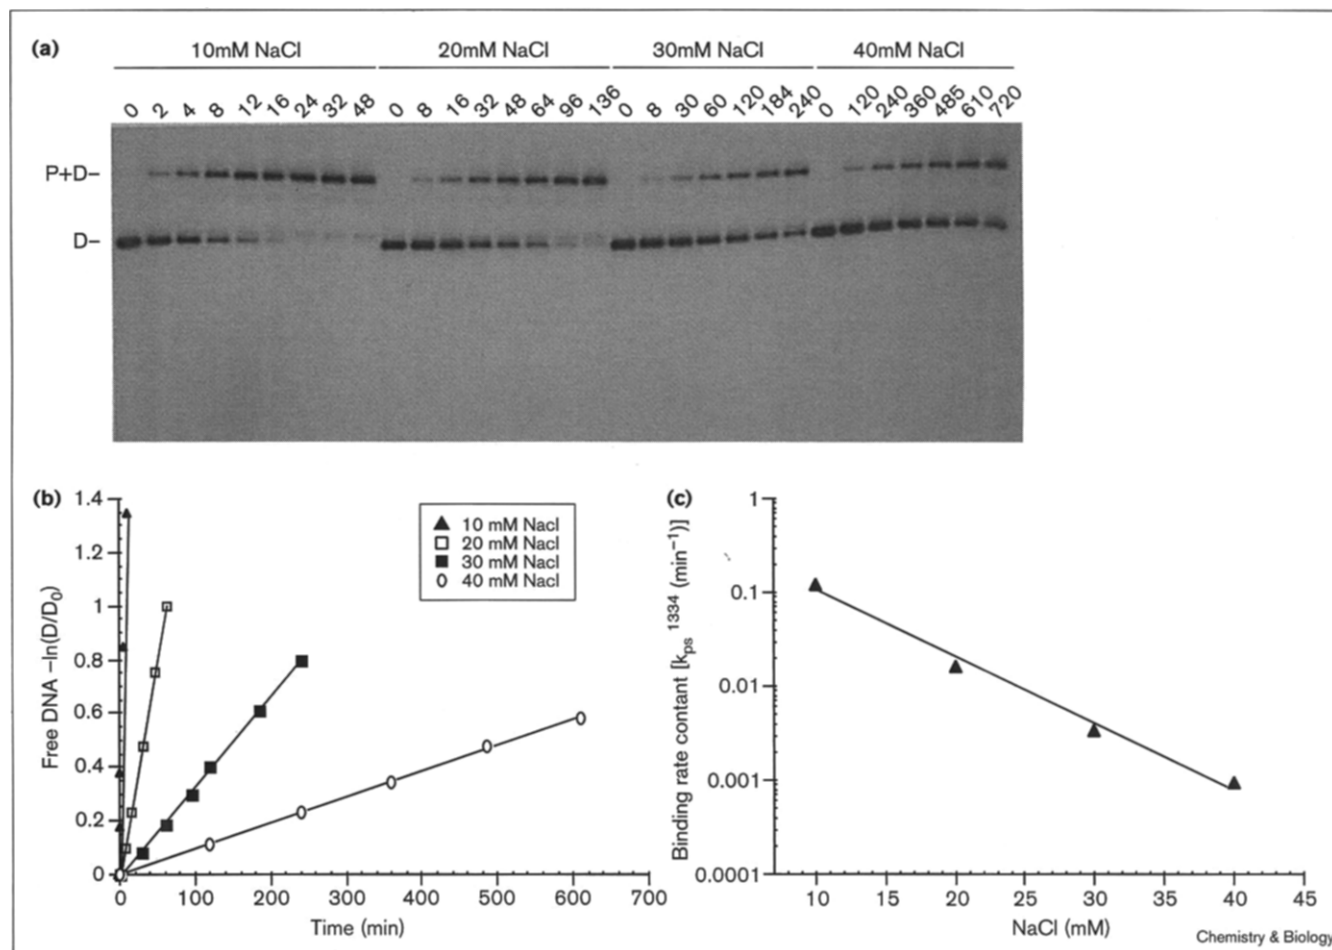 (a)
10mM NaCl 20mM NaCl 30mM NaCl 40mM NaCl
0 2 4 8 12 16 24 32 48 0 8 16 32 48 64 96 136 0 8 30 60 120 184 240 0 120 240 360 485 610 720
P+D–
D–
(b)
Free DNA –ln(D/D0)
1.4
1.2
1
0.8
0.6
0.4
0.2
0
10 mM Nacl
20 mM Nacl
30 mM Nacl
40 mM Nacl
0 100 200 300 400 500 600 700
Time (min)
(c)
Binding rate contant [kps 1334 (min–1)]
1
0.1
0.01
0.001
0.0001
10 15 20 25 30 35 40 45
NaCl (mM)
Chemistry & Biology